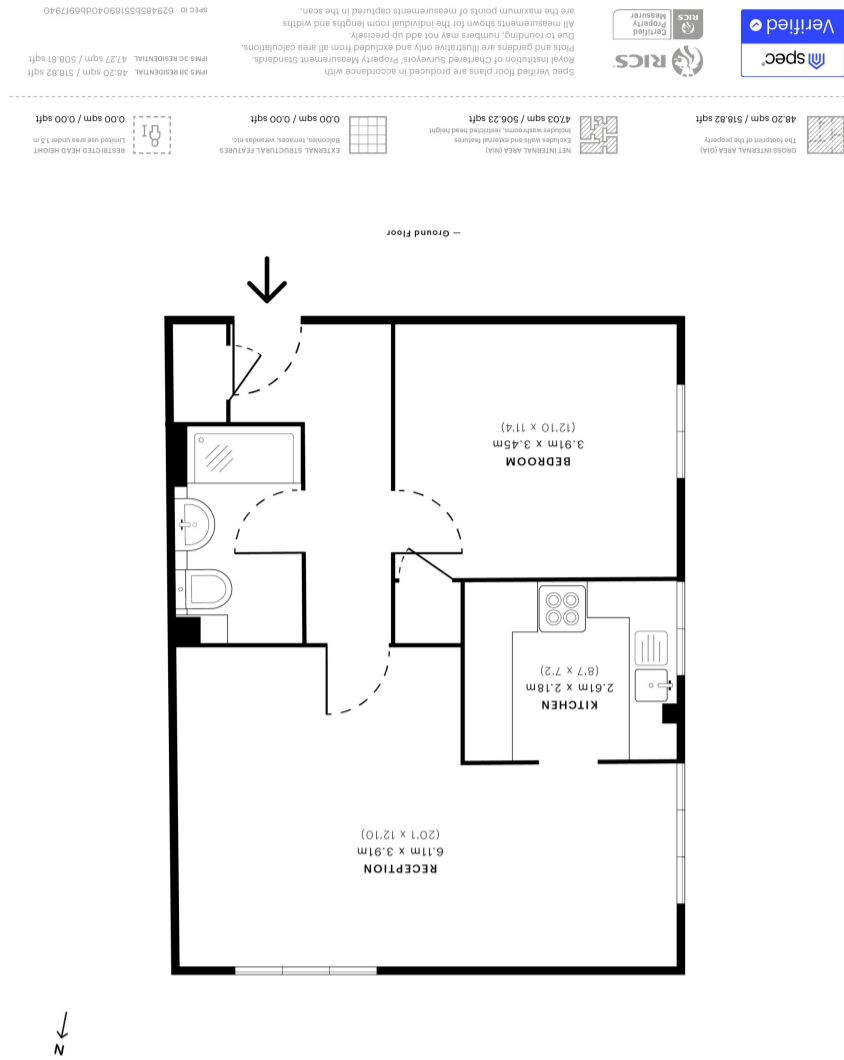 N
RECEPTION
6.11m x 3.91m
(20'1 x 12'10)
KITCHEN
2.61m x 2.18m
(8'7 x 7'2)
BEDROOM
3.91m x 3.45m
(12'10 x 11'4)
— Ground Floor
GROSS INTERNAL AREA (GIA)
The footprint of the property
48.20 sqm / 518.82 sqft
NET INTERNAL AREA (NIA)
Excludes walls and external features
Includes washrooms, restricted head height
47.03 sqm / 506.23 sqft
EXTERNAL STRUCTURAL FEATURES
Balconies, terraces, verandas etc.
0.00 sqm / 0.00 sqft
RESTRICTED HEAD HEIGHT
Limited use area under 1.5 m
0.00 sqm / 0.00 sqft
spec®
Verified
RICS
Certified
Property
Measurer
RICS
Spec Verified floor plans are produced in accordance with
Royal Institution of Chartered Surveyors' Property Measurement Standards.
Plots and gardens are illustrative only and excluded from all area calculations.
Due to rounding, numbers may not add up precisely.
All measurements shown for the individual room lengths and widths
are the maximum points of measurements captured in the scan.
IPMS 3B RESIDENTIAL 48.20 sqm / 518.82 sqft
IPMS 3C RESIDENTIAL 47.27 sqm / 508.81 sqft
SPEC ID 629485b55189040db69f7940